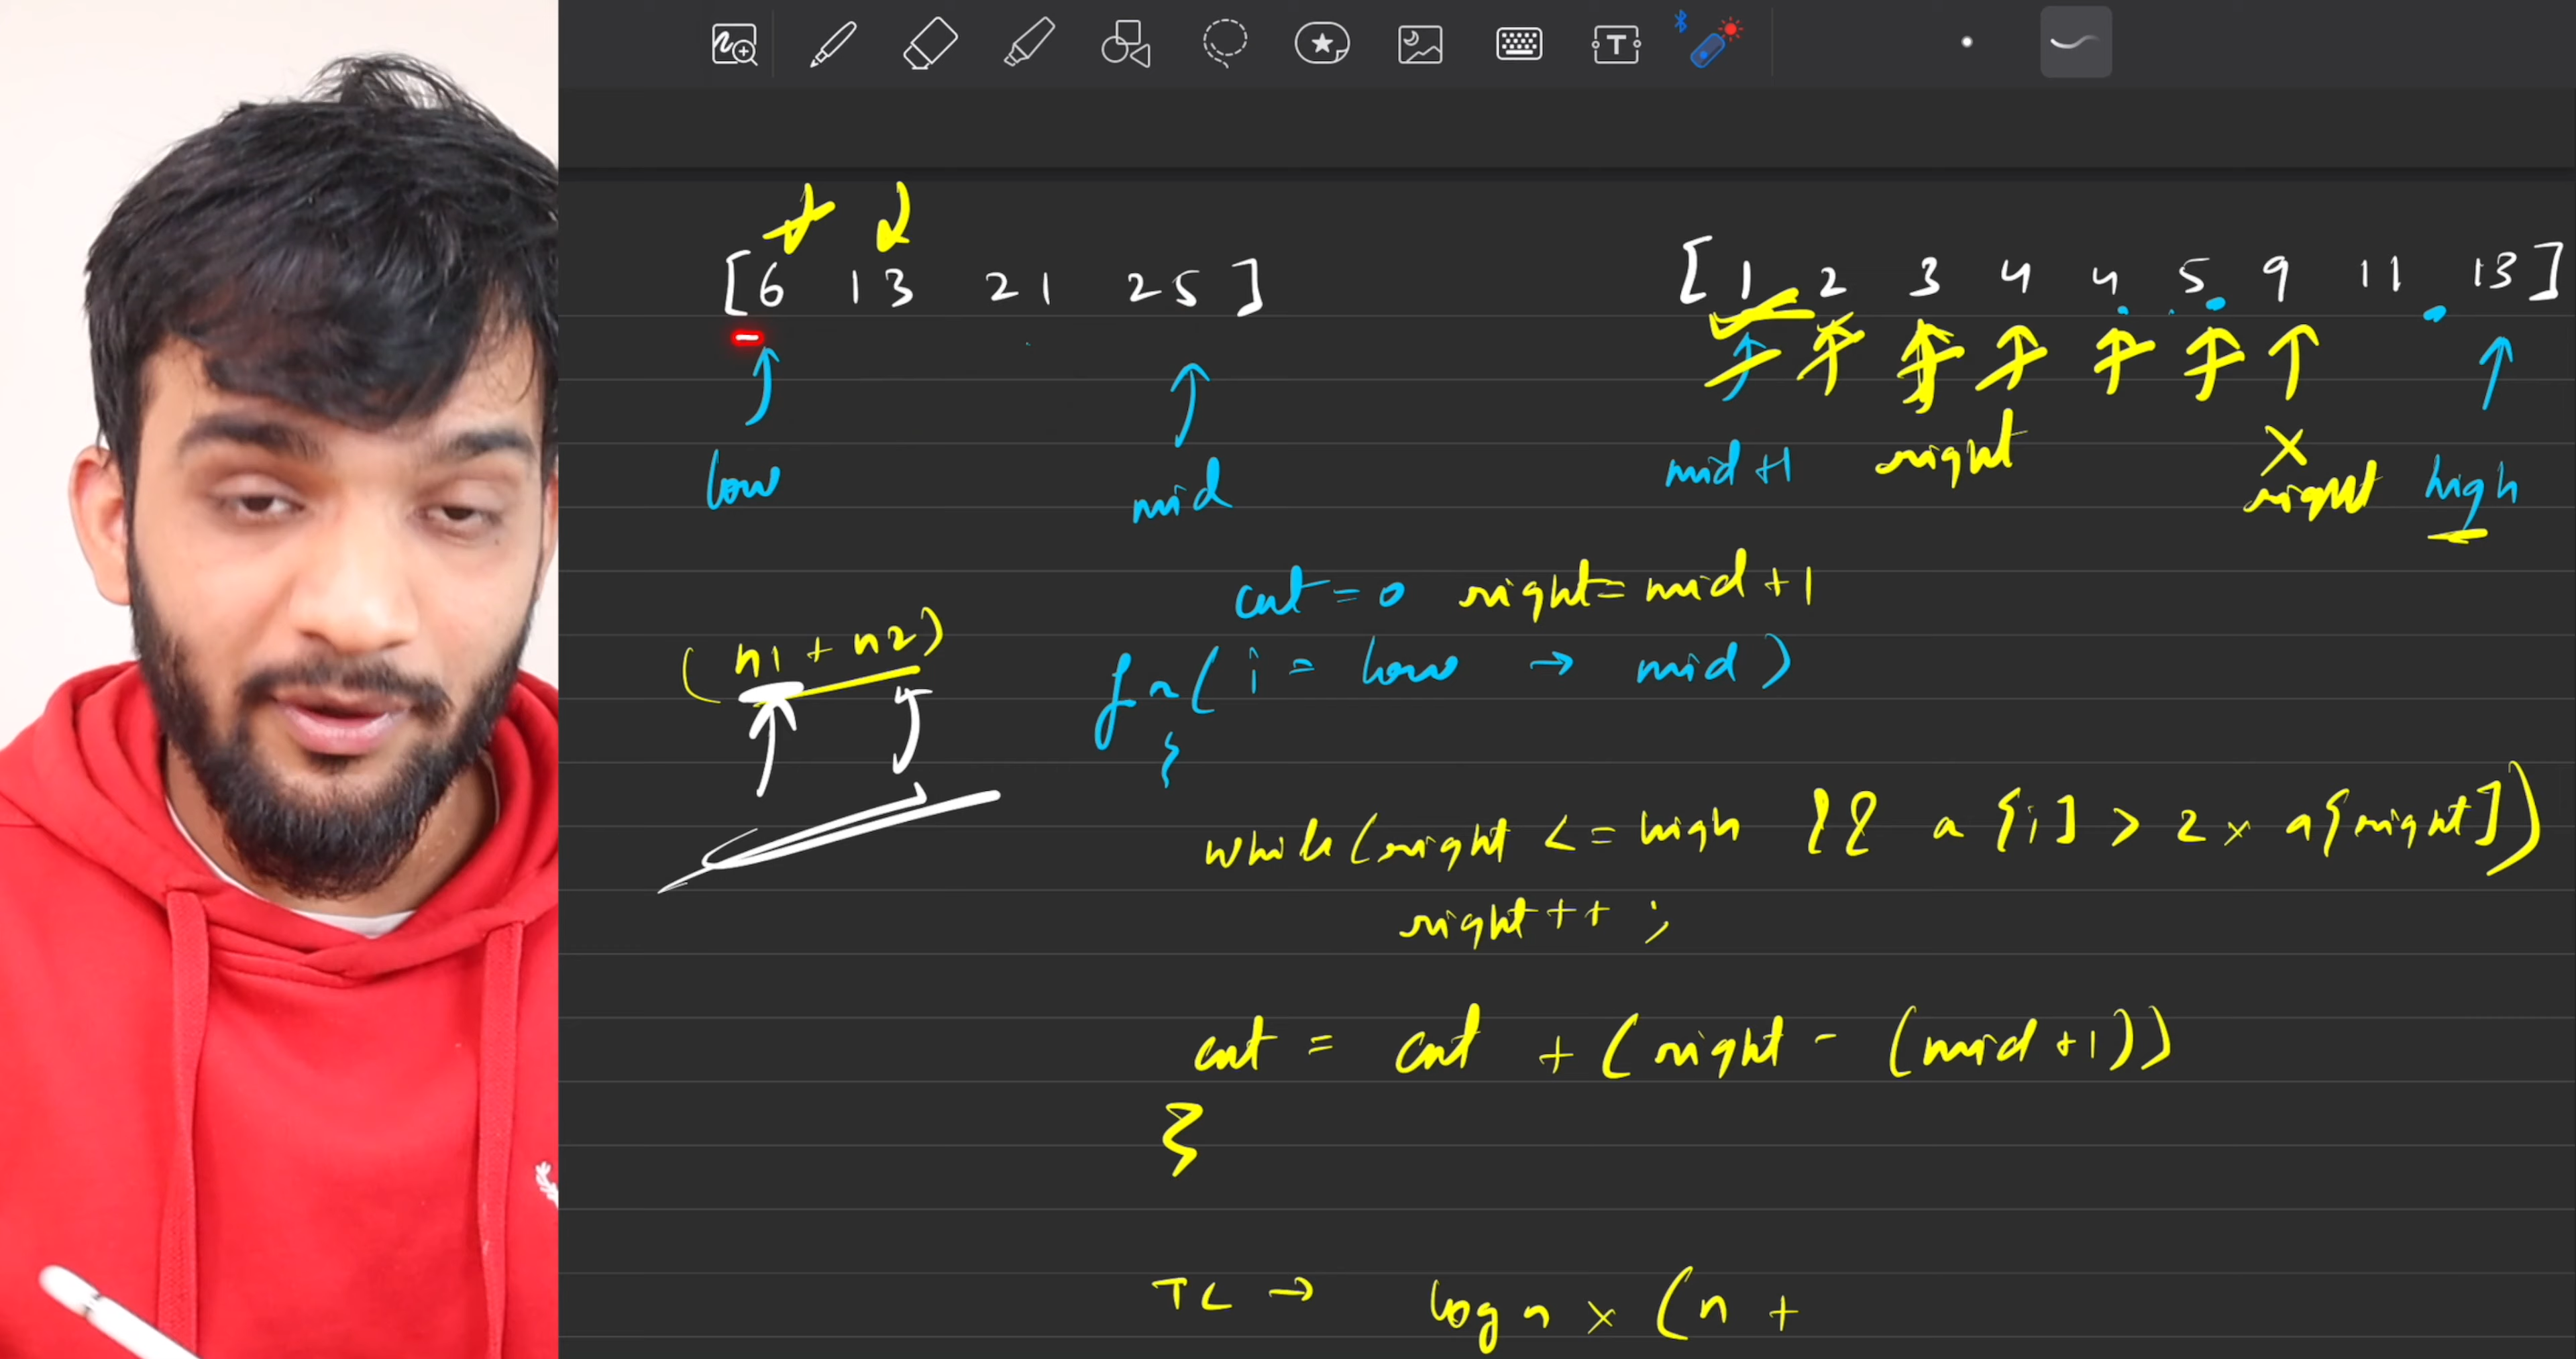 [6 13 21 25]
[1 2 3 4 4 5 9 11 13]
low
mid
mid+1
right
x
right
high
cnt = 0 right = mid+1
(n1 + n2)
for( i = low → mid)
{
while(right <= high && a[i] > 2 x a[right])
right++ ;
cnt = cnt + (right - (mid+1))
}
TC → log n x (n +